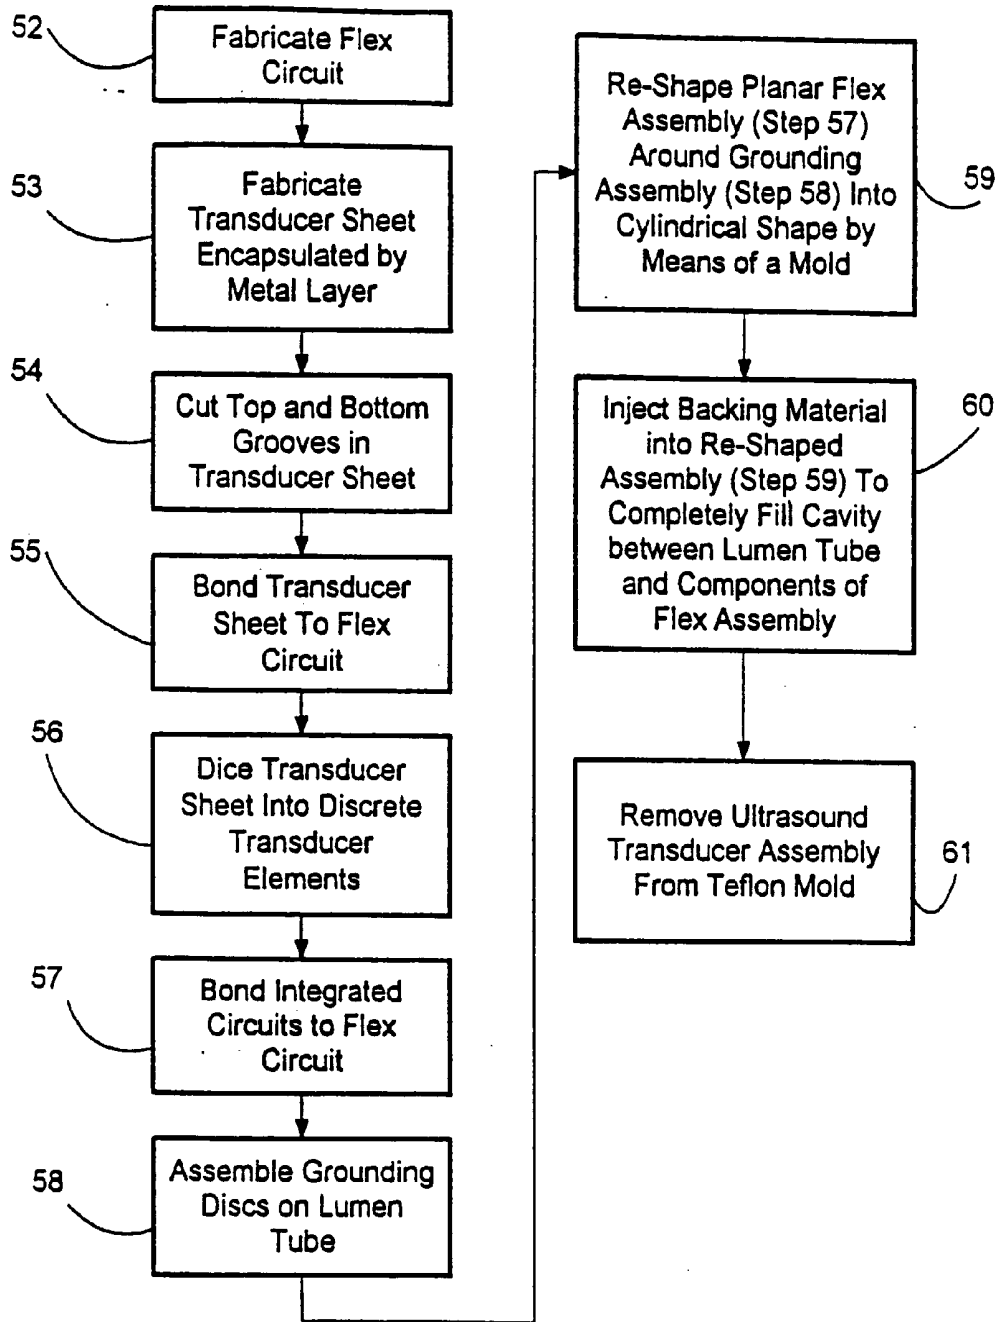 52
Fabricate Flex
Circuit
53
Fabricate
Transducer Sheet
Encapsulated by
Metal Layer
54
Cut Top and Bottom
Grooves in
Transducer Sheet
55
Bond Transducer
Sheet To Flex
Circuit
56
Dice Transducer
Sheet Into Discrete
Transducer
Elements
57
Bond Integrated
Circuits to Flex
Circuit
58
Assemble Grounding
Discs on Lumen
Tube
Re-Shape Planar Flex
Assembly (Step 57)
Around Grounding
Assembly (Step 58) Into
Cylindrical Shape by
Means of a Mold
59
Inject Backing Material
into Re-Shaped
Assembly (Step 59) To
Completely Fill Cavity
between Lumen Tube
and Components of
Flex Assembly
60
Remove Ultrasound
Transducer Assembly
From Teflon Mold
61